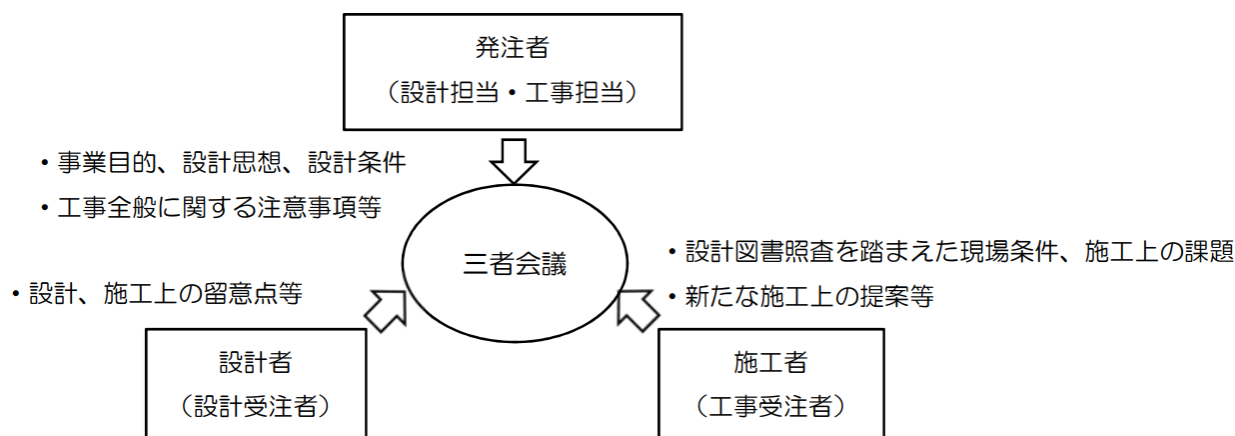 発注者
（設計担当・工事担当）
・事業目的、設計思想、設計条件
・工事全般に関する注意事項等
三者会議
・設計図書照査を踏まえた現場条件、施工上の課題
・新たな施工上の提案等
・設計、施工上の留意点等
設計者
（設計受注者）
施工者
（工事受注者）